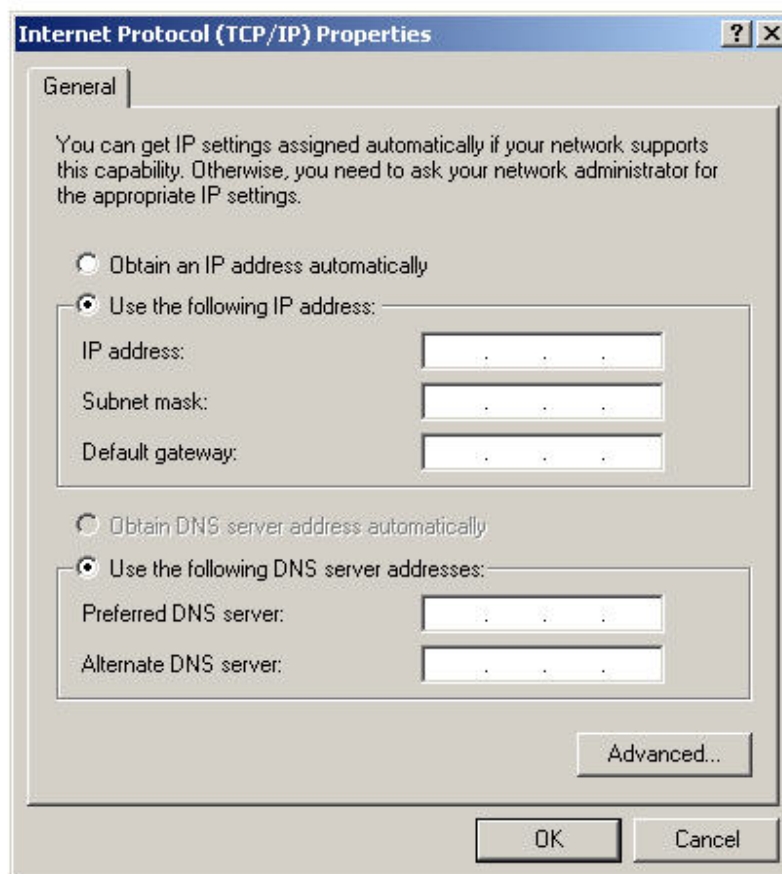 Internet Protocol (TCP/IP) Properties
General
You can get IP settings assigned automatically if your network supports
this capability. Otherwise, you need to ask your network administrator for
the appropriate IP settings.
Obtain an IP address automatically
Use the following IP address:
IP address:
Subnet mask:
Default gateway:
Obtain DNS server address automatically
Use the following DNS server addresses:
Preferred DNS server:
Alternate DNS server:
Advanced...
OK
Cancel